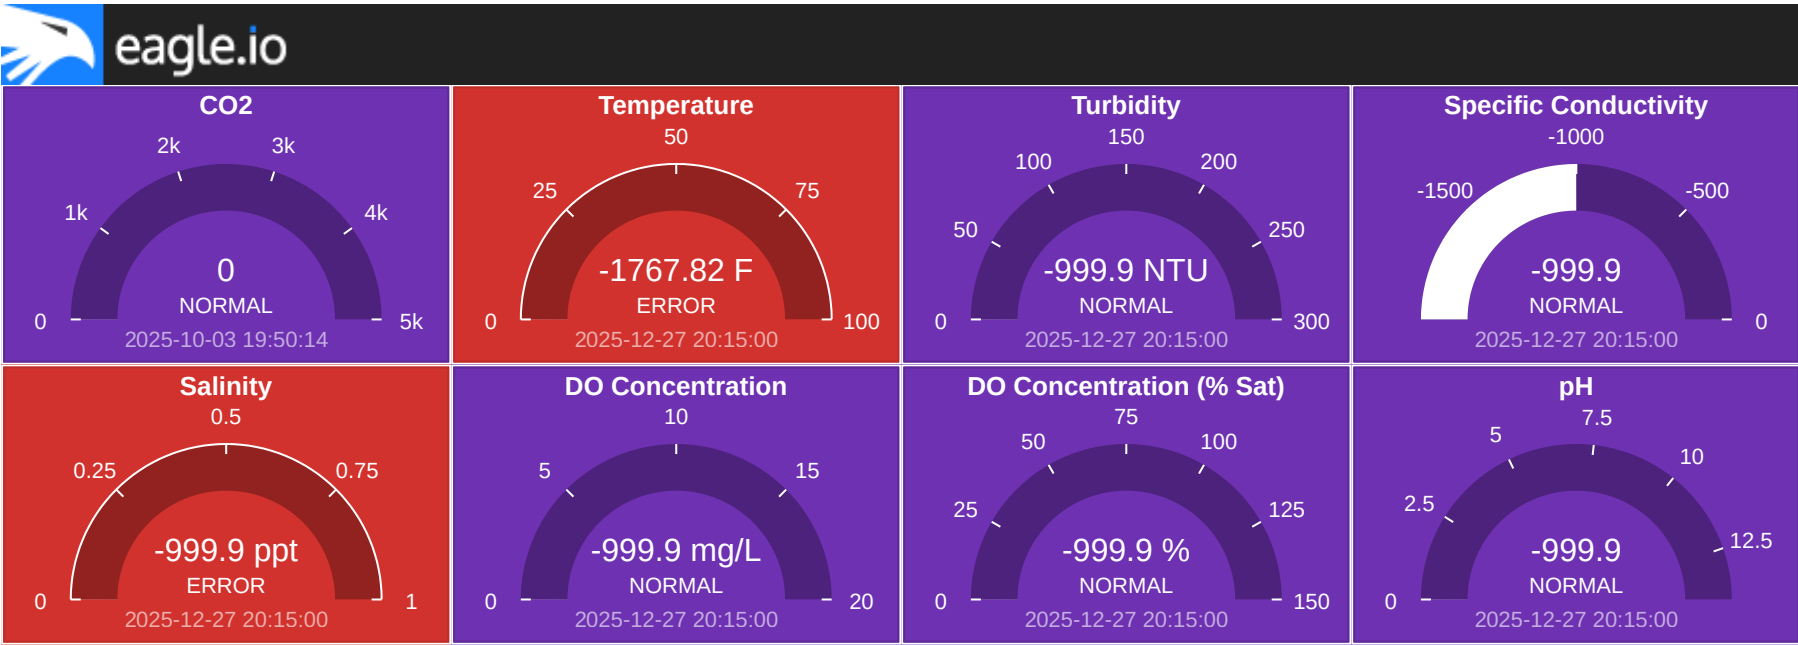 eagle.io
CO2
2k
3k
1k
4k
0
NORMAL
0
5k
2025-10-03 19:50:14
Temperature
50
25
75
-1767.82 F
ERROR
0
100
2025-12-27 20:15:00
Turbidity
150
100
200
50
250
-999.9 NTU
NORMAL
0
300
2025-12-27 20:15:00
Specific Conductivity
-1000
-1500
-500
-999.9
NORMAL
0
2025-12-27 20:15:00
Salinity
0.5
0.25
0.75
-999.9 ppt
ERROR
0
1
2025-12-27 20:15:00
DO Concentration
10
5
15
-999.9 mg/L
NORMAL
0
20
2025-12-27 20:15:00
DO Concentration (% Sat)
75
50
100
25
125
-999.9 %
NORMAL
0
150
2025-12-27 20:15:00
pH
7.5
5
10
2.5
12.5
-999.9
NORMAL
0
2025-12-27 20:15:00